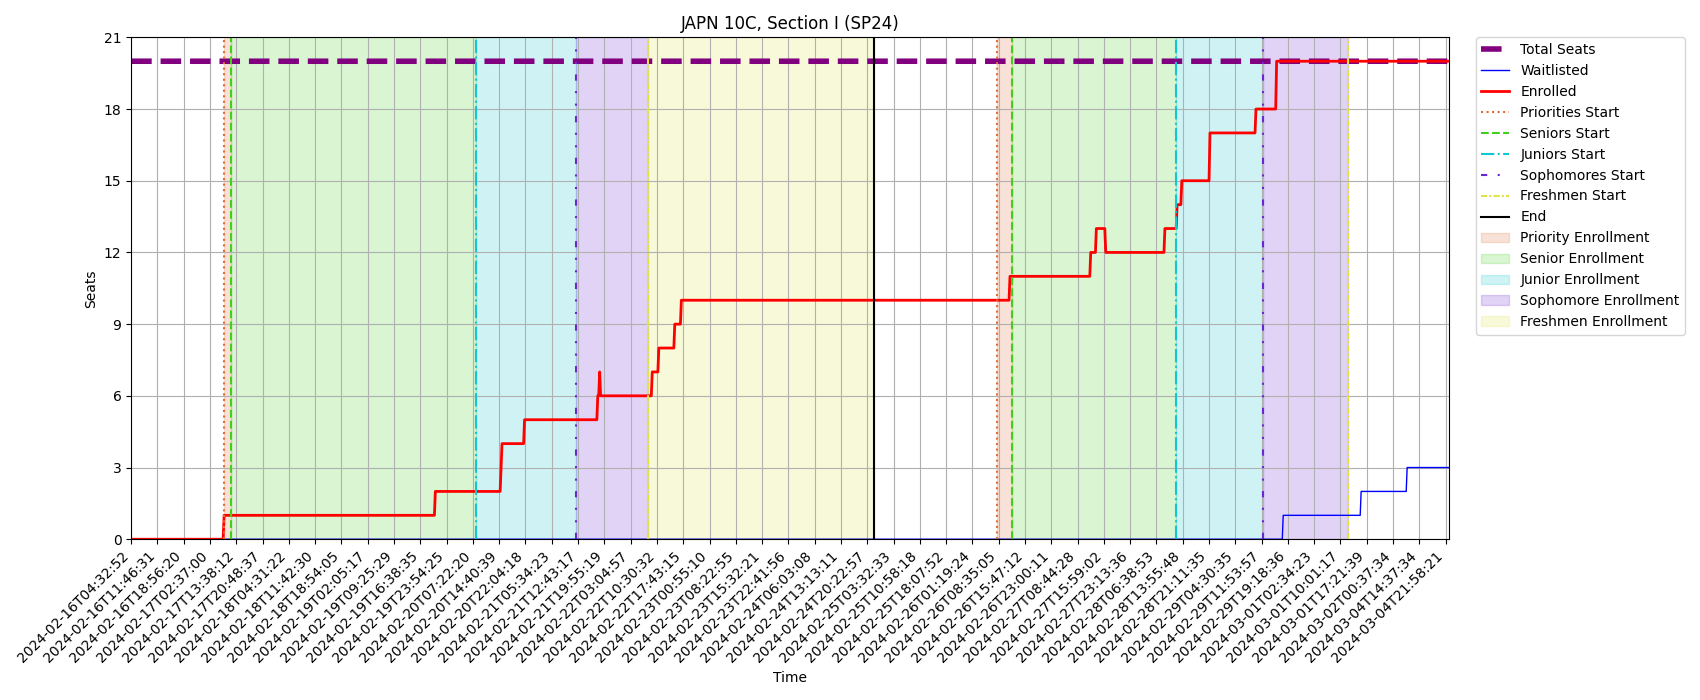 JAPN 10C, Section I (SP24)
21
18
15
12
9
6
3
0
Seats
2024-02-16T04:32:52
2024-02-16T11:46:31
2024-02-16T18:56:20
2024-02-17T02:37:00
2024-02-17T13:38:12
2024-02-17T20:48:37
2024-02-18T04:31:22
2024-02-18T11:42:30
2024-02-18T18:54:05
2024-02-19T02:05:17
2024-02-19T09:25:29
2024-02-19T16:38:35
2024-02-19T23:54:25
2024-02-20T07:22:20
2024-02-20T14:40:39
2024-02-20T22:04:18
2024-02-21T05:34:23
2024-02-21T12:43:17
2024-02-21T19:55:19
2024-02-22T03:04:57
2024-02-22T10:30:32
2024-02-22T17:43:15
2024-02-23T00:55:10
2024-02-23T08:22:55
2024-02-23T15:32:21
2024-02-23T22:41:56
2024-02-24T06:03:08
2024-02-24T13:13:11
2024-02-24T20:22:57
2024-02-25T03:32:33
2024-02-25T10:58:18
2024-02-25T18:07:52
2024-02-26T01:19:24
2024-02-26T08:35:05
2024-02-26T15:47:12
2024-02-26T23:00:11
2024-02-27T08:44:28
2024-02-27T15:59:02
2024-02-27T23:13:36
2024-02-28T06:38:53
2024-02-28T13:55:48
2024-02-28T21:11:35
2024-02-29T04:30:35
2024-02-29T11:53:57
2024-02-29T19:18:36
2024-03-01T02:34:23
2024-03-01T10:01:17
2024-03-01T17:21:39
2024-03-02T00:37:34
2024-03-04T14:37:34
2024-03-04T21:58:21
Time
Total Seats
Waitlisted
Enrolled
Priorities Start
Seniors Start
Juniors Start
Sophomores Start
Freshmen Start
End
Priority Enrollment
Senior Enrollment
Junior Enrollment
Sophomore Enrollment
Freshmen Enrollment